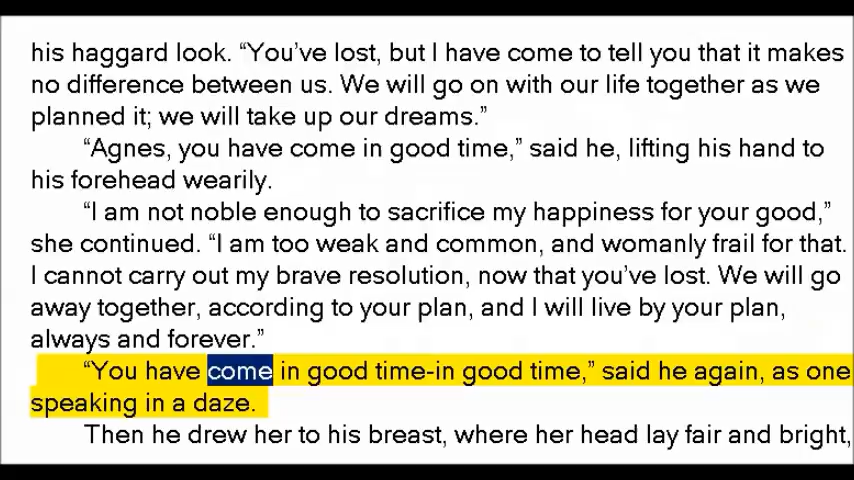 his haggard look. “You’ve lost, but I have come to tell you that it makes
no difference between us. We will go on with our life together as we
planned it; we will take up our dreams.”
“Agnes, you have come in good time,” said he, lifting his hand to
his forehead wearily.
“I am not noble enough to sacrifice my happiness for your good,”
she continued. “I am too weak and common, and womanly frail for that.
I cannot carry out my brave resolution, now that you’ve lost. We will go
away together, according to your plan, and I will live by your plan,
always and forever.”
“You have come in good time-in good time,” said he again, as one
speaking in a daze.
Then he drew her to his breast, where her head lay fair and bright,